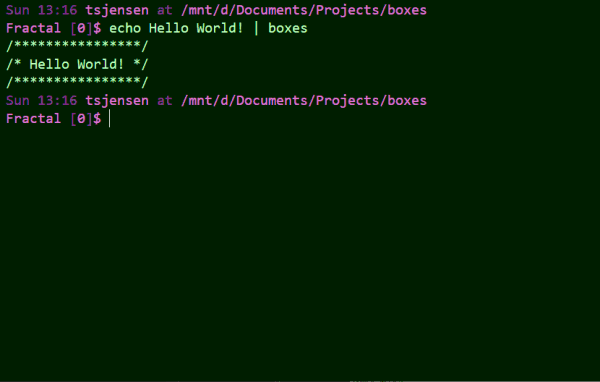 Sun 13:16 tsjensen at /mnt/d/Documents/Projects/boxes
Fractal [0]$ echo Hello World! | boxes
/****************/
/* Hello World! */
/****************/
Sun 13:16 tsjensen at /mnt/d/Documents/Projects/boxes
Fractal [0]$